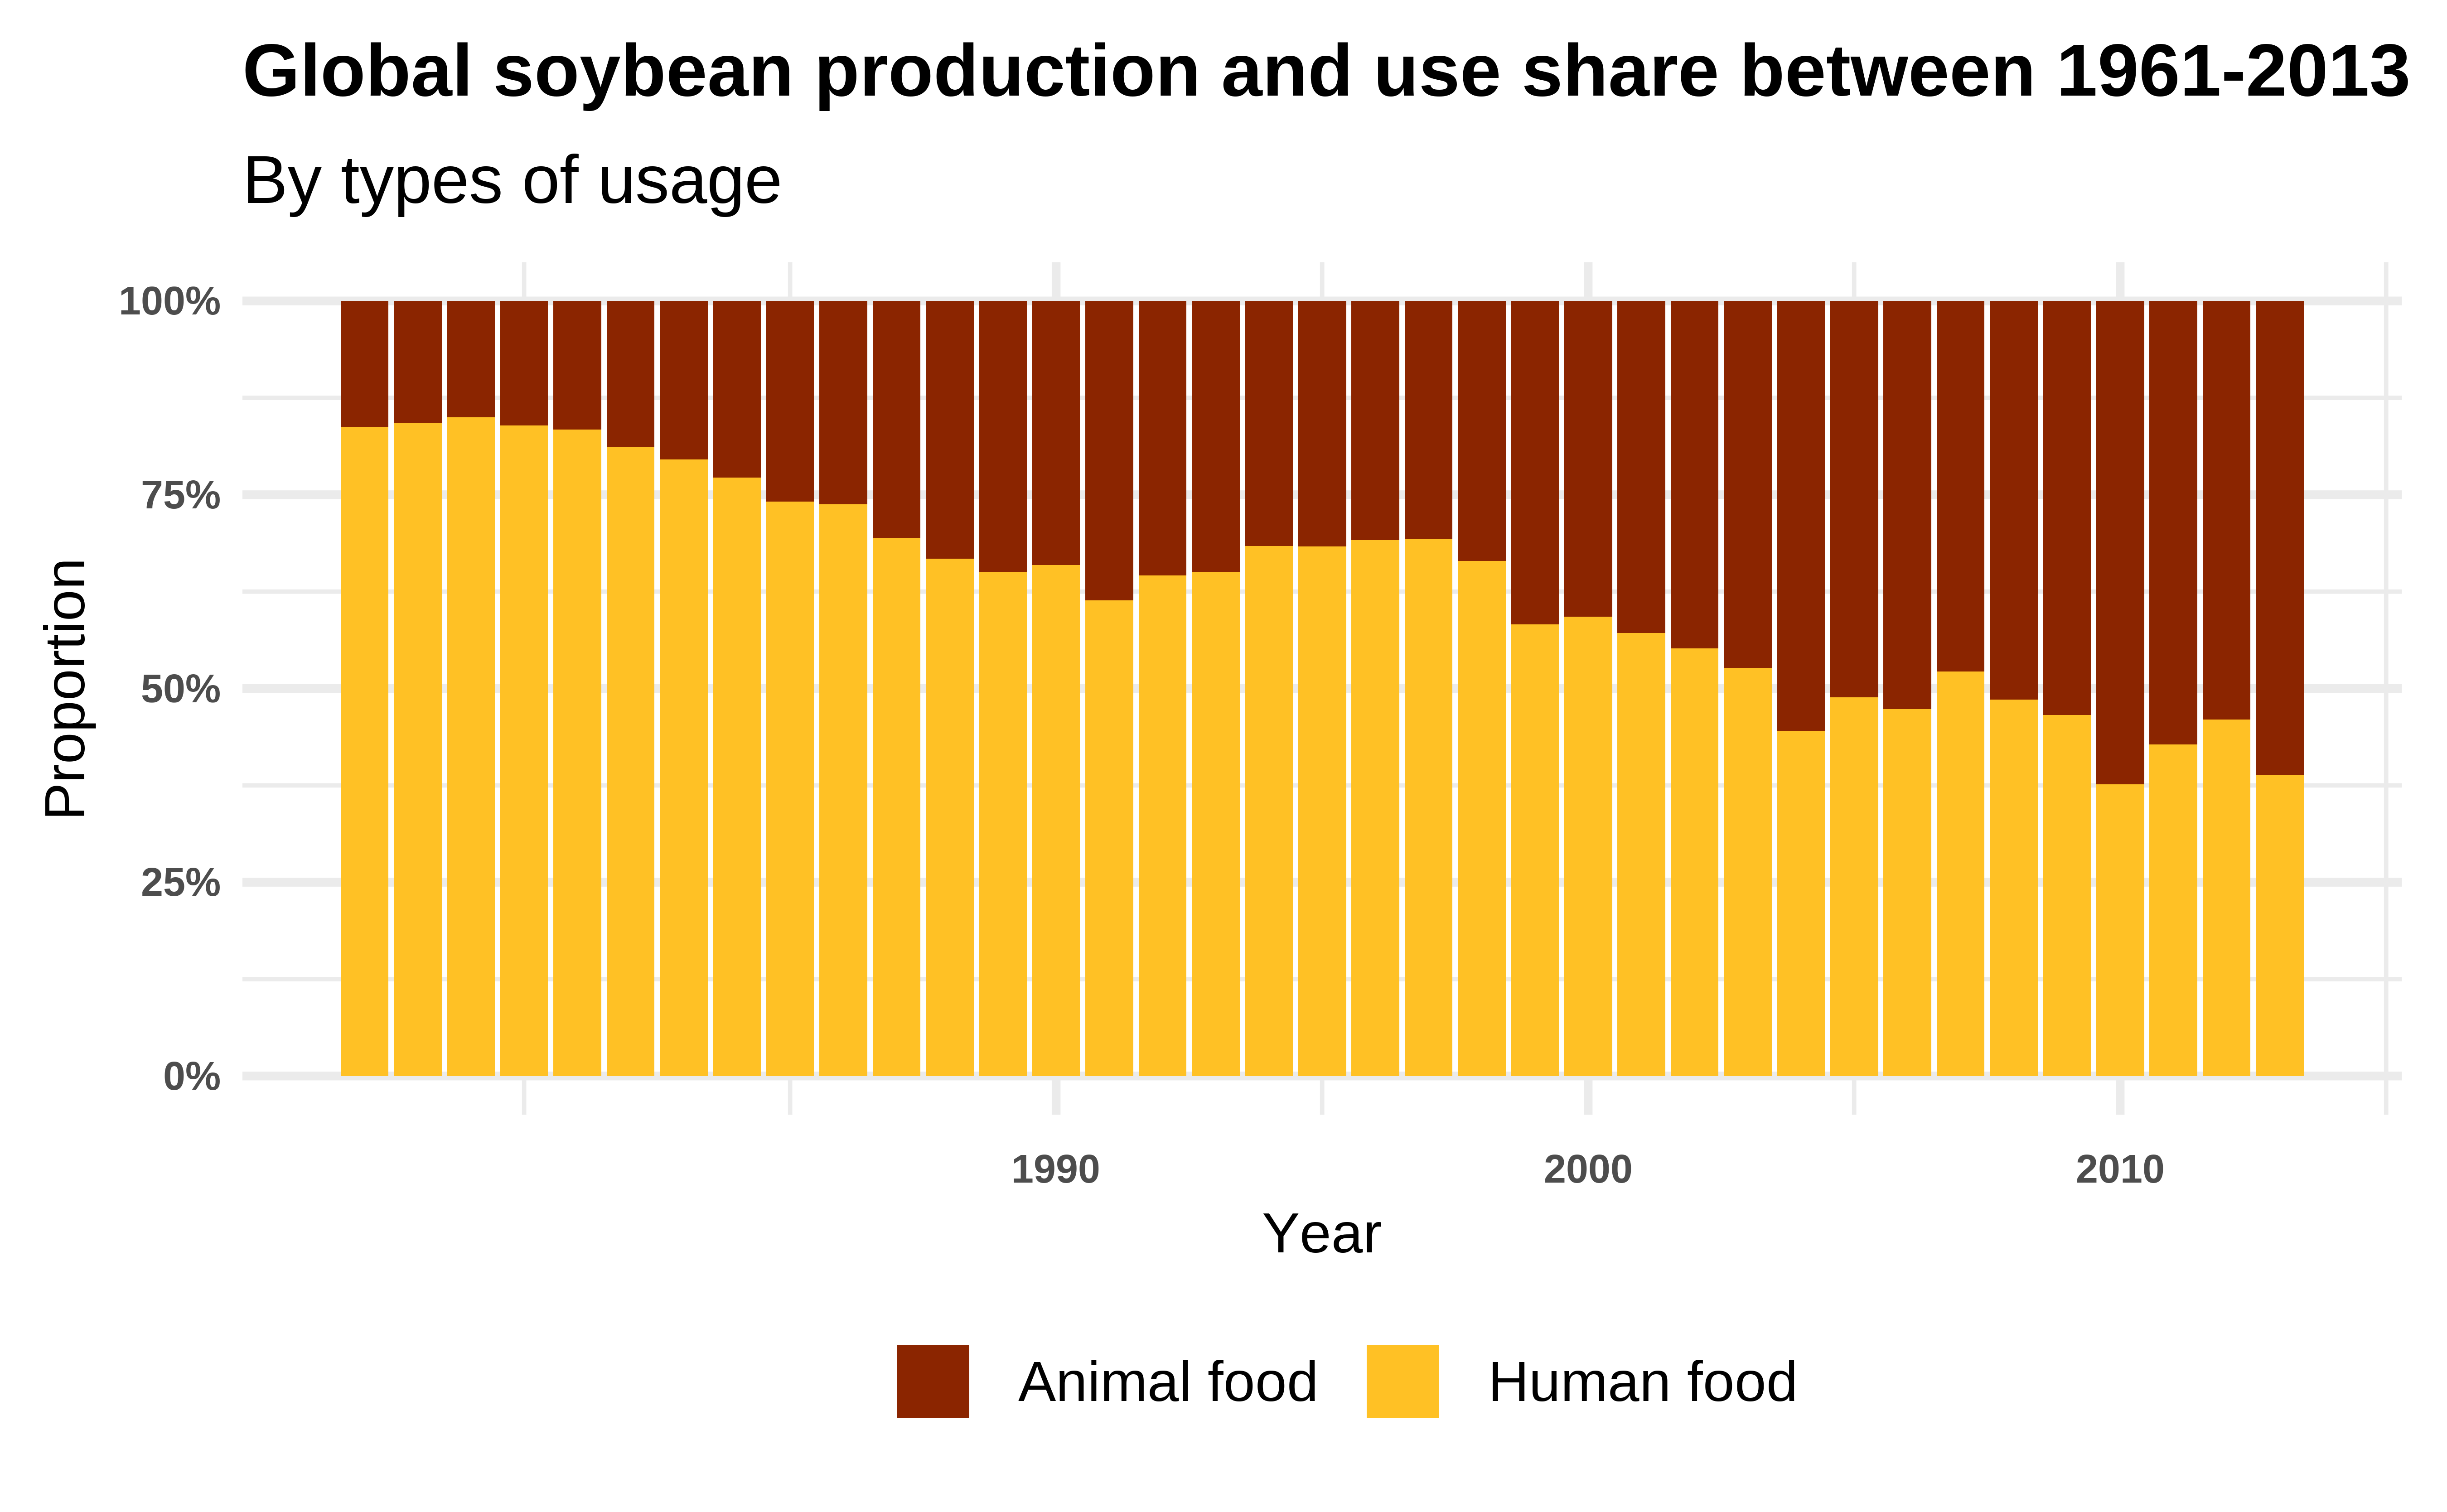 Global soybean production and use share between 1961-2013
By types of usage
100%
75%
50%
25%
0%
Proportion
1990 2000 2010
Year
Animal food Human food